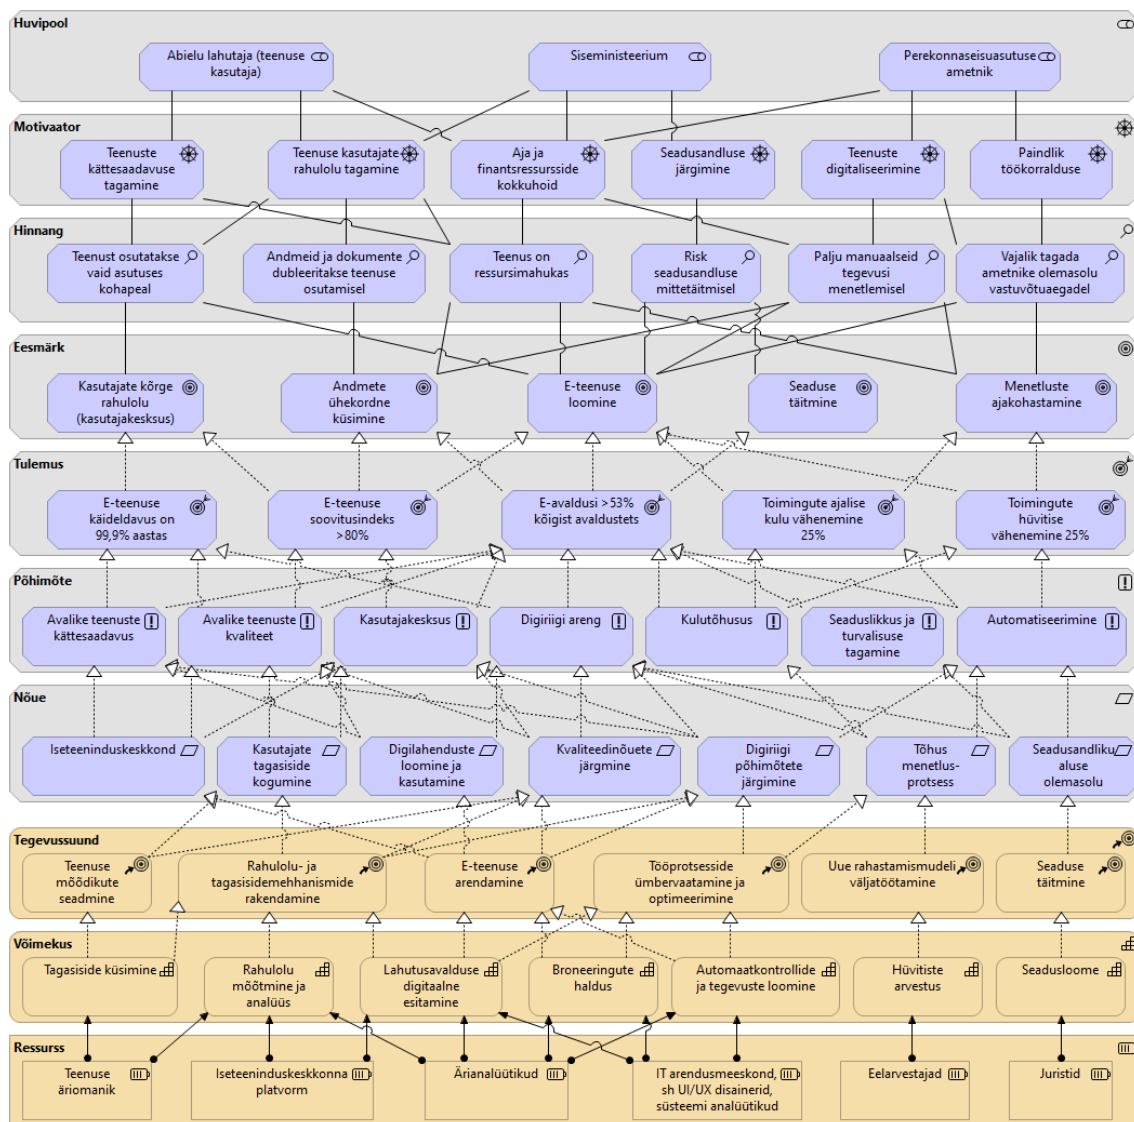 Huvipool
Abielu lahutaja (teenuse
kasutaja)
Siseministeerium
Perekonnaseisuasutuse
ametnik
Motivaator
Teenuste
kättesaadavuse
tagamine
Teenuse kasutajate
rahulolu tagamine
Aja ja
finantsressursside
kokkuhoid
Seadusandluse
järgimine
Teenuste
digitaliseerimine
Paindlik
töökorralduse
Hinnang
Teenust osutatakse
vaid asutuses
kohapeal
Andmeid ja dokumente
dubleeritakse teenuse
osutamisel
Teenus on
ressursimahukas
Risk
seadusandluse
mittetäitmisel
Palju manuaalseid
tegevusi
menetlemisel
Vajalik tagada
ametnike olemasolu
vastuvõtuaegadel
Eesmärk
Kasutajate kõrge
rahulolu
(kasutajakesksus)
Andmete
ühekordne
küsimine
E-teenuse
loomine
Seaduse
täitmine
Menetluste
ajakohastamine
Tulemus
E-teenuse
käideldavus on
99,9% aastas
E-teenuse
soovitusindeks
>80%
E-avaldusi >53%
kõigist avaldustets
Toimingute ajalise
kulu vähenemine
25%
Toimingute
hüvitise
vähenemine 25%
Põhimõte
Avalike teenuste
kättesaadavus
Avalike teenuste
kvaliteet
Kasutajakeskus
Digiriigi areng
Kulutõhusus
Seaduslikkus ja
turvalisuse
tagamine
Automatiseerimine
Nõue
Iseteeninduskeskkond
Kasutajate
tagasiside
kogumine
Digilahenduste
loomine ja
kasutamine
Kvaliteedinõuete
järgmine
Digiriigi
põhimõtete
järgimine
Tõhus
menetlus-
protsess
Seadusandliku
aluse
olemasolu
Tegevussuund
Teenuse
mõõdikute
seadmine
Rahulolu- ja
tagasisidemehhanismide
rakendamine
E-teenuse
arendamine
Tööprotsesside
ümbervaatamine ja
optimeerimine
Uue rahastamismudeli
väljatöötamine
Seaduse
täitmine
Võimekus
Tagasiside küsimine
Rahulolu
mõõtmine ja
analüüs
Lahutusavalduse
digitaalne
esitamine
Broneeringute
haldus
Automaatkontrollide
ja tegevuste loomine
Hüvitiste
arvestus
Seadusloome
Ressurss
Teenuse
äriomanik
Iseteeninduskeskkonna
platvorm
Ärianalüütikud
IT arendusmeeskond,
sh UI/UX disainerid,
süsteemi analüütikud
Eelarvestajad
Juristid